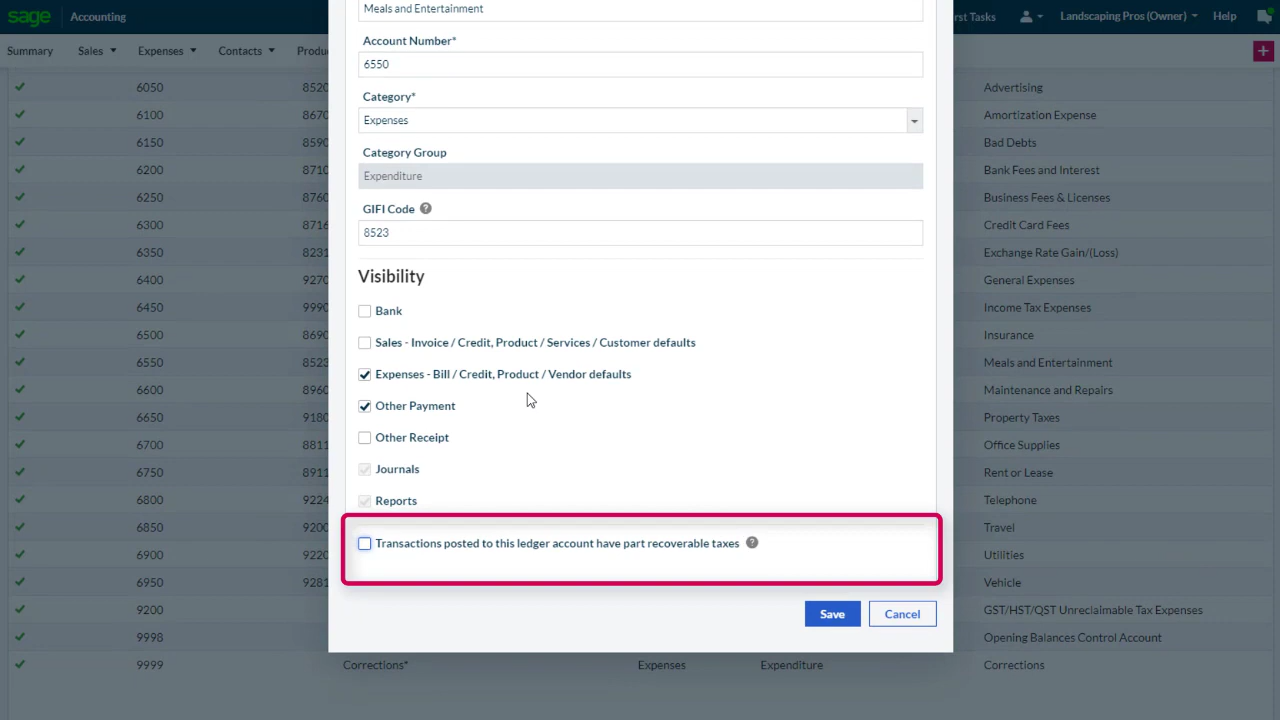 sage Accounting rst Tasks Landscaping Pros (Owner) Help
Summary Sales Expenses Contacts Produ
Meals and Entertainment
Account Number*
6550
Category*
Expenses
Category Group
Expenditure
GIFI Code ?
8523
Visibility
Bank
Sales - Invoice / Credit, Product / Services / Customer defaults
Expenses - Bill / Credit, Product / Vendor defaults
Other Payment
Other Receipt
Journals
Reports
Transactions posted to this ledger account have part recoverable taxes ?
Save Cancel
6050 8520 Advertising
6100 8670 Amortization Expense
6150 8590 Bad Debts
6200 8710 Bank Fees and Interest
6250 8760 Business Fees & Licenses
6300 8716 Credit Card Fees
6350 8231 Exchange Rate Gain/(Loss)
6400 9270 General Expenses
6450 9990 Income Tax Expenses
6500 8690 Insurance
6550 8523 Meals and Entertainment
6600 8960 Maintenance and Repairs
6650 9180 Property Taxes
6700 8811 Office Supplies
6750 8911 Rent or Lease
6800 9224 Telephone
6850 9200 Travel
6900 9220 Utilities
6950 9281 Vehicle
9200 GST/HST/QST Unreclaimable Tax Expenses
9998 Opening Balances Control Account
9999 Corrections* Expenses Expenditure Corrections